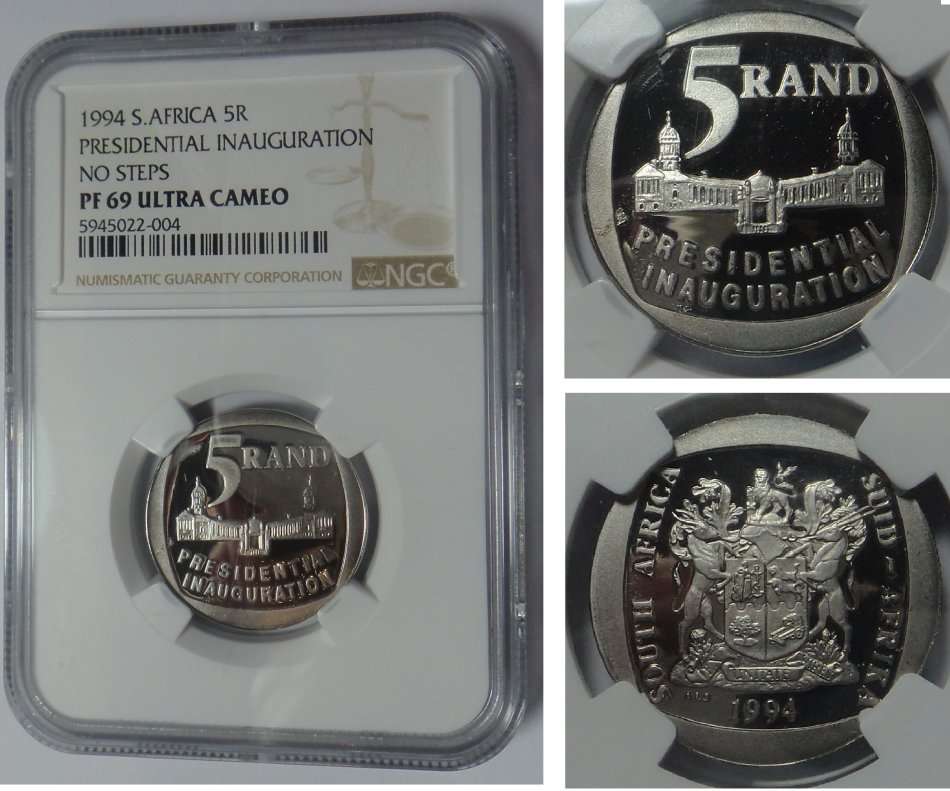 1994 S.AFRICA 5R
PRESIDENTIAL INAUGURATION
NO STEPS
PF 69 ULTRA CAMEO
5945022-004
NUMISMATIC GUARANTY CORPORATION NGC®
5 RAND
PRESIDENTIAL
INAUGURATION
5 RAND
PRESIDENTIAL
INAUGURATION
SOUTH AFRICA
SUID-AFRIKA
1994